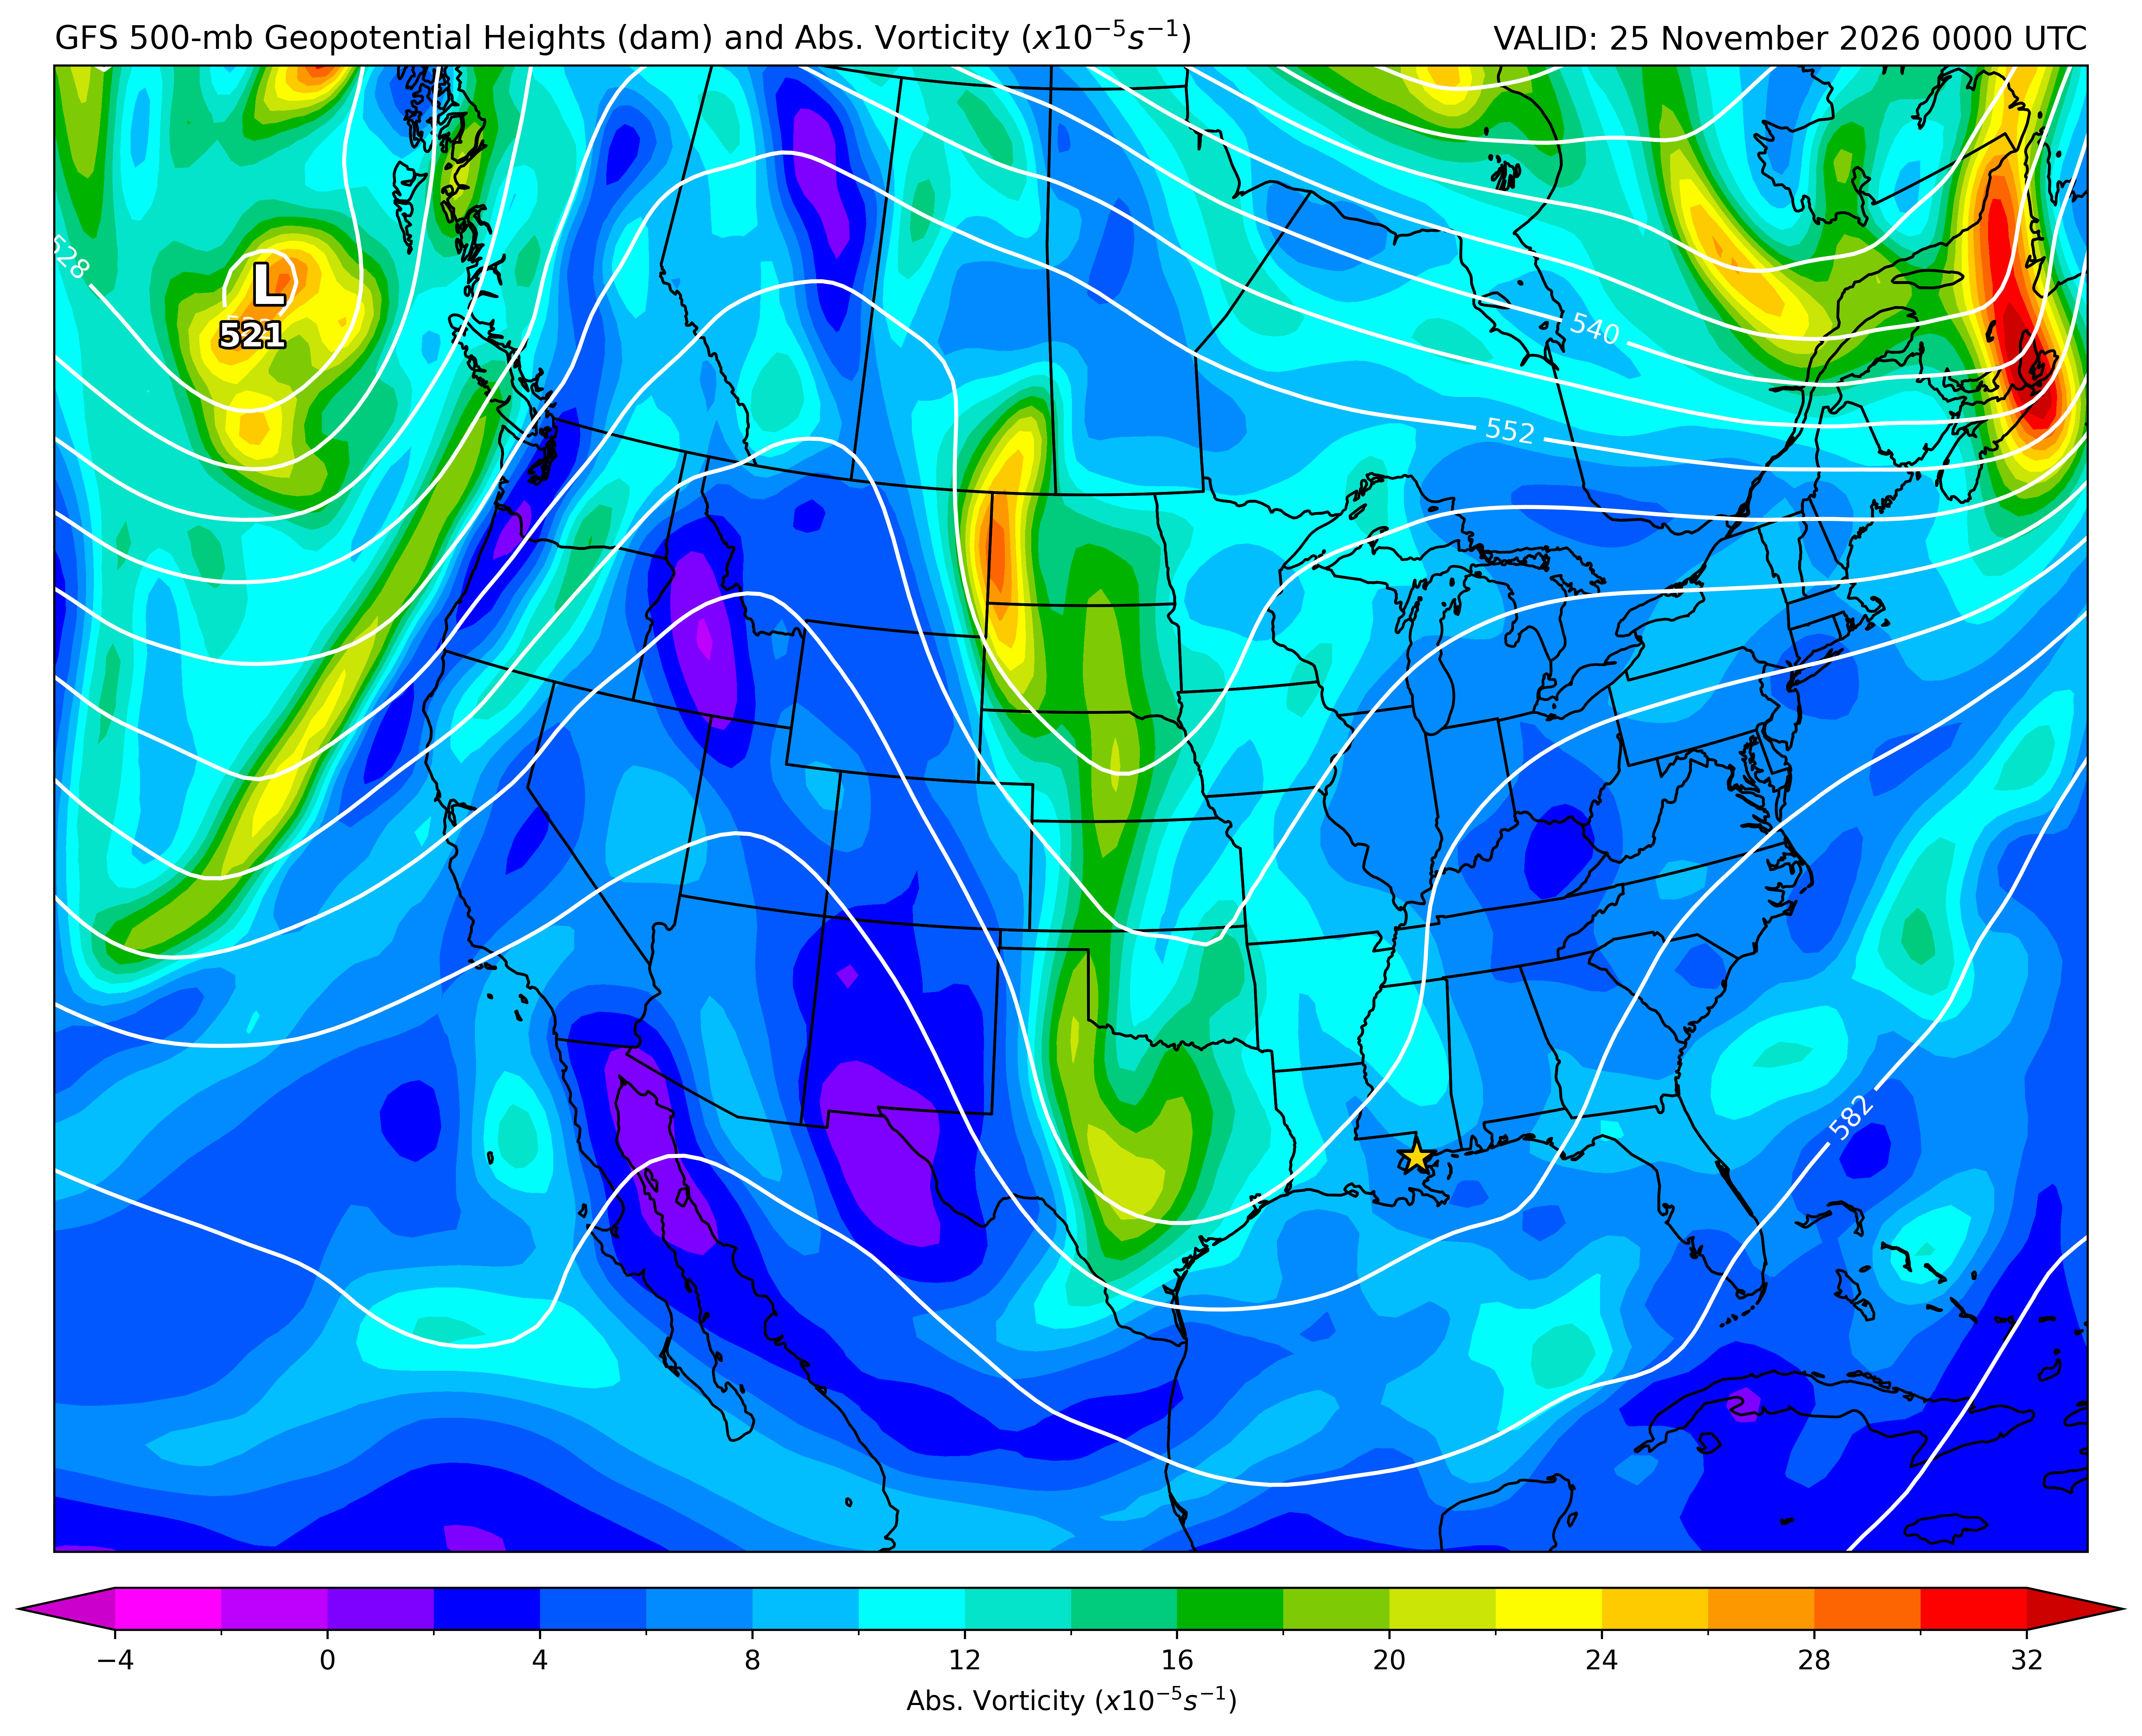 GFS 500-mb Geopotential Heights (dam) and Abs. Vorticity (x10⁻⁵s⁻¹)
VALID: 25 November 2026 0000 UTC
528
L
521
540
552
582
−4 0 4 8 12 16 20 24 28 32
Abs. Vorticity (x10⁻⁵s⁻¹)